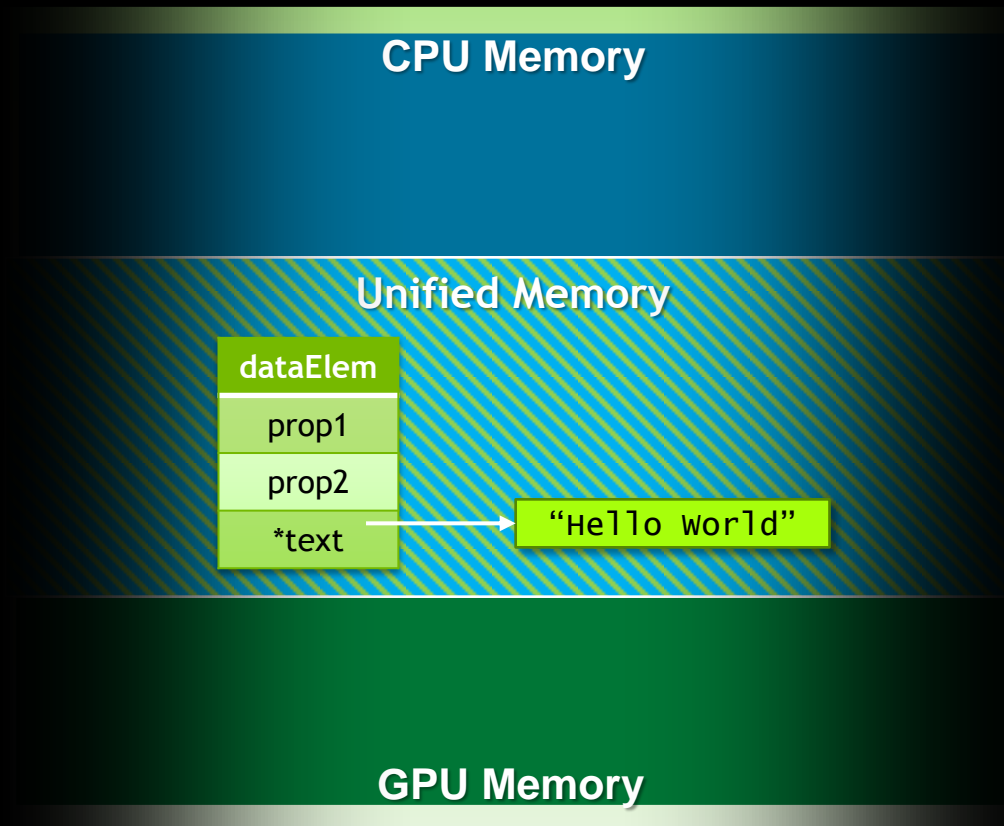 CPU Memory
Unified Memory
dataElem
prop1
prop2
*text
“Hello World”
GPU Memory